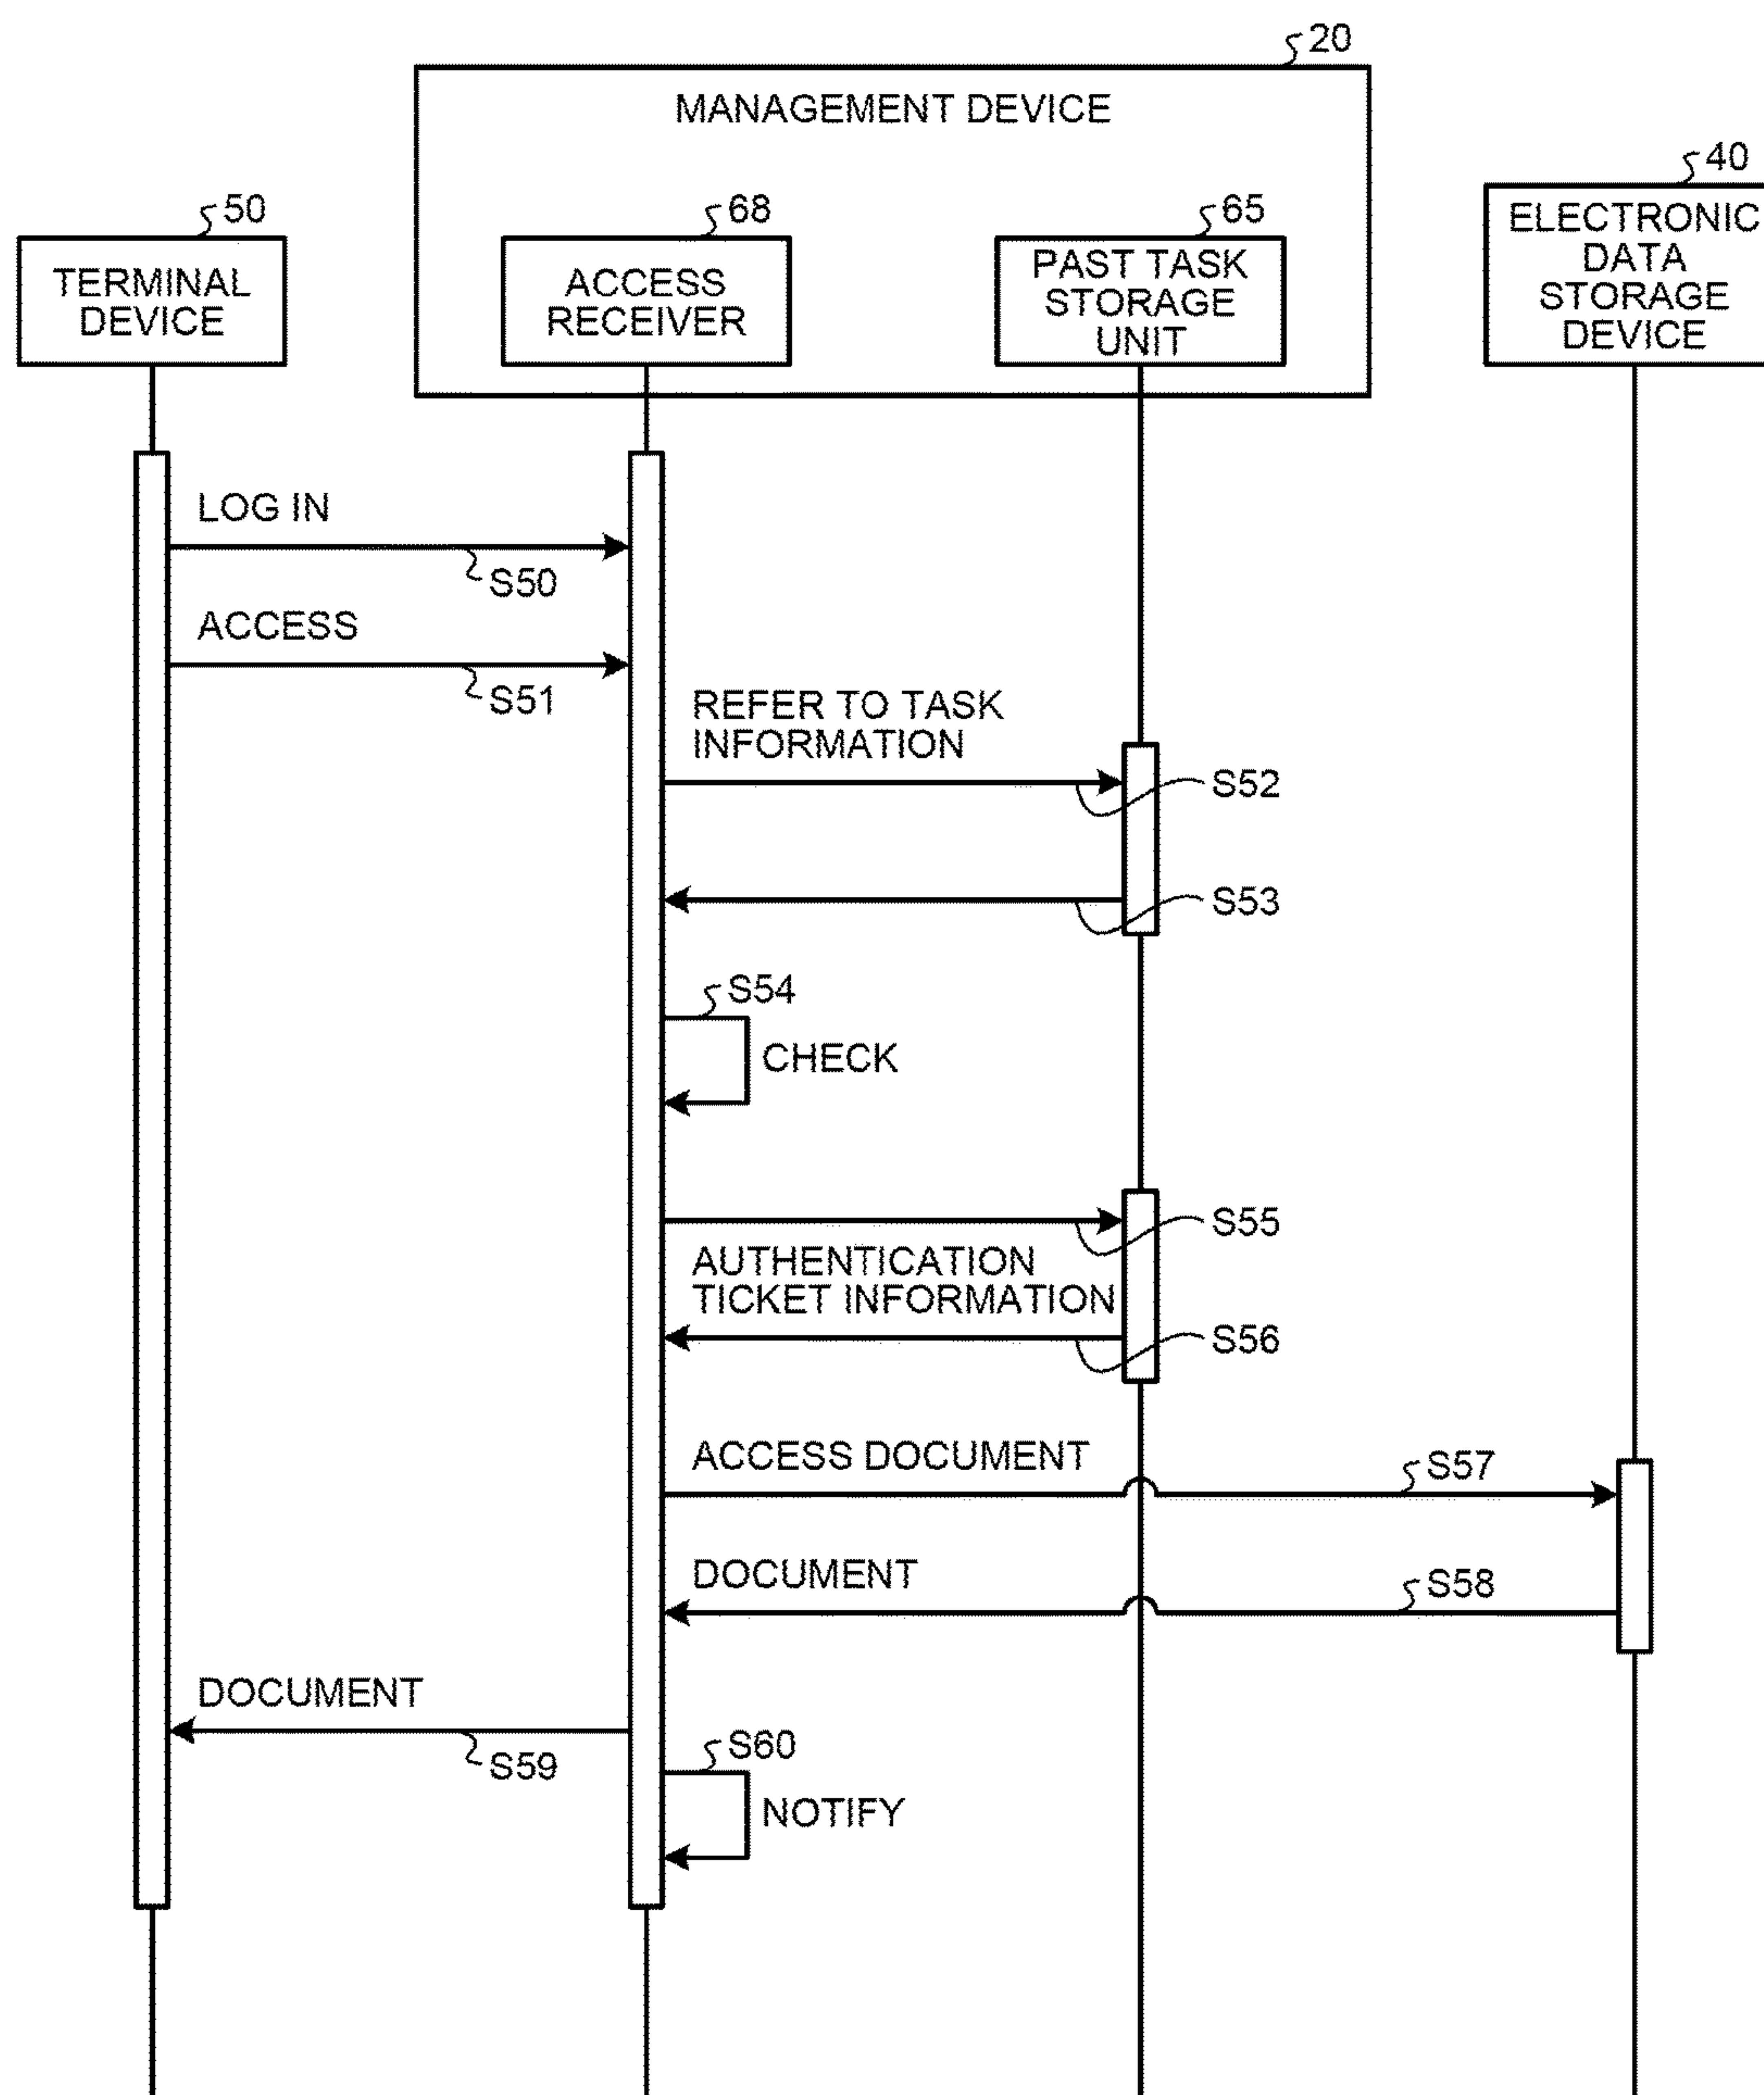 20
MANAGEMENT DEVICE
40
50
68
65
TERMINAL
DEVICE
ACCESS
RECEIVER
PAST TASK
STORAGE
UNIT
ELECTRONIC
DATA
STORAGE
DEVICE
LOG IN
S50
ACCESS
S51
REFER TO TASK
INFORMATION
S52
S53
S54
CHECK
S55
AUTHENTICATION
TICKET INFORMATION
S56
ACCESS DOCUMENT
S57
DOCUMENT
S58
DOCUMENT
S59
S60
NOTIFY